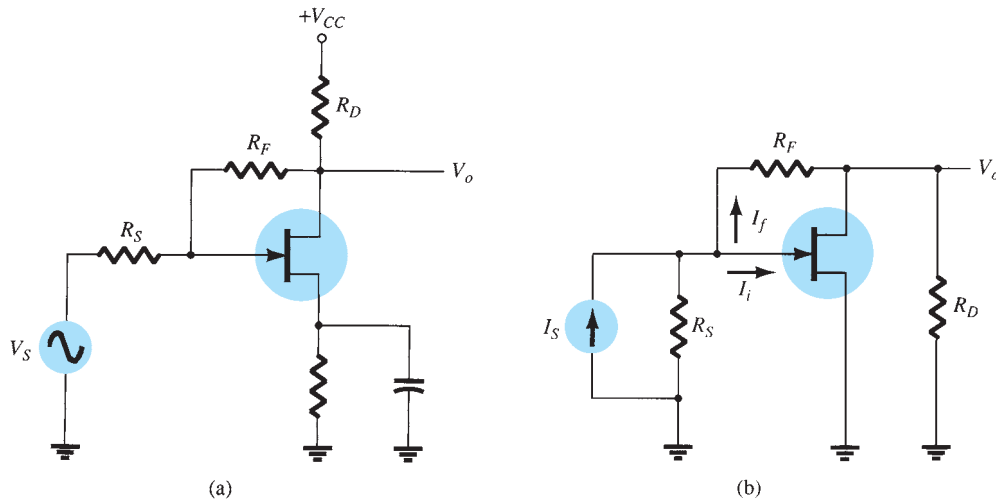 +V_CC
R_D
R_F
V_o
R_S
V_S
(a)
R_F
V_o
I_f
I_i
I_S
R_S
R_D
(b)